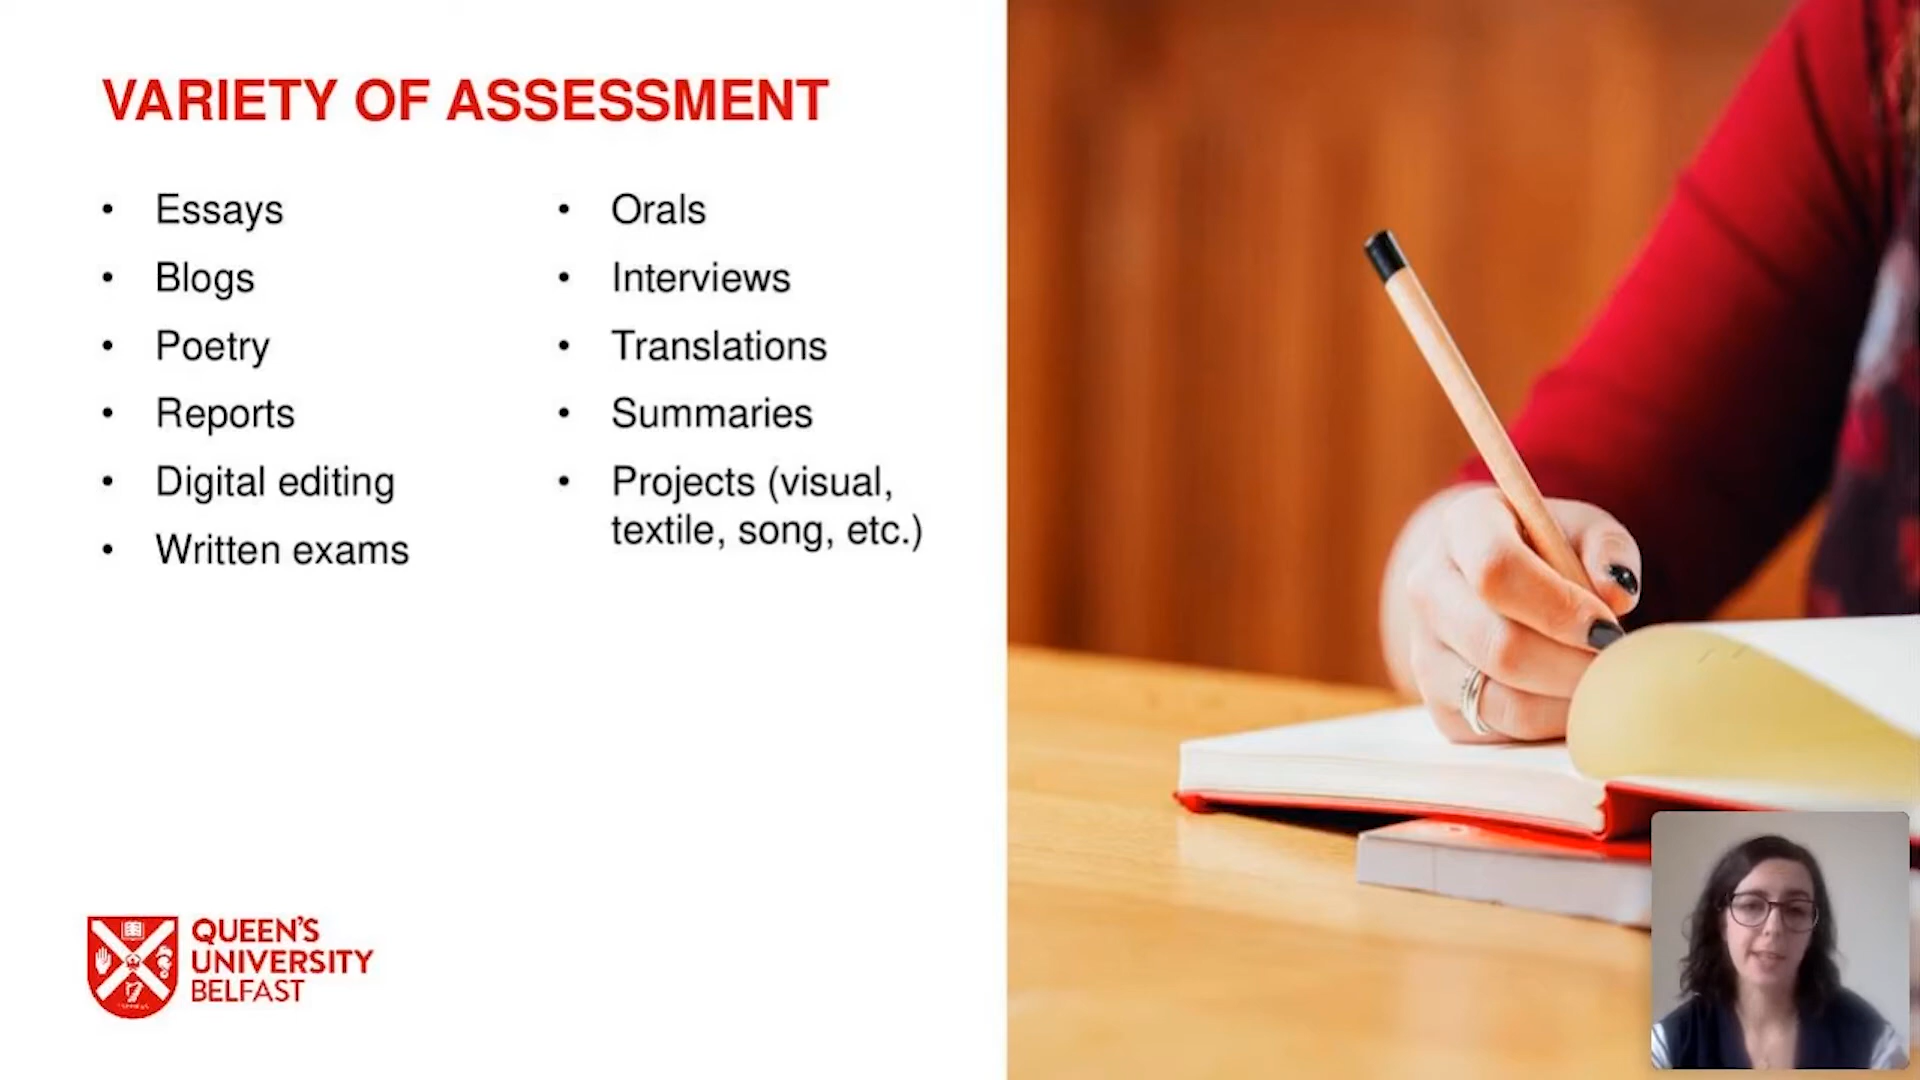 VARIETY OF ASSESSMENT
• Essays
• Blogs
• Poetry
• Reports
• Digital editing
• Written exams
• Orals
• Interviews
• Translations
• Summaries
• Projects (visual,
textile, song, etc.)
QUEEN'S
UNIVERSITY
BELFAST